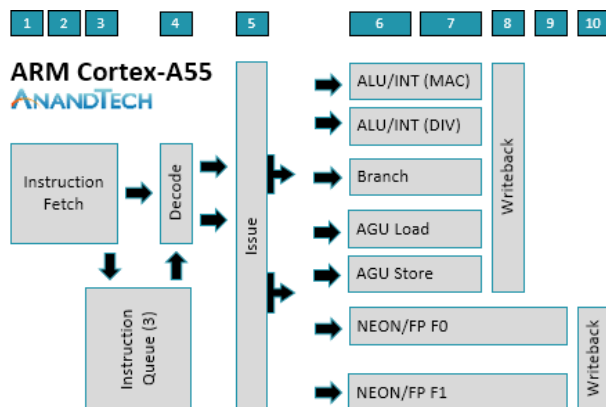 1 2 3 4 5 6 7 8 9 10
ARM Cortex-A55
ANANDTECH
Instruction
Fetch
Decode
Instruction
Queue (3)
Issue
ALU/INT (MAC)
ALU/INT (DIV)
Branch
AGU Load
AGU Store
NEON/FP F0
NEON/FP F1
Writeback
Writeback